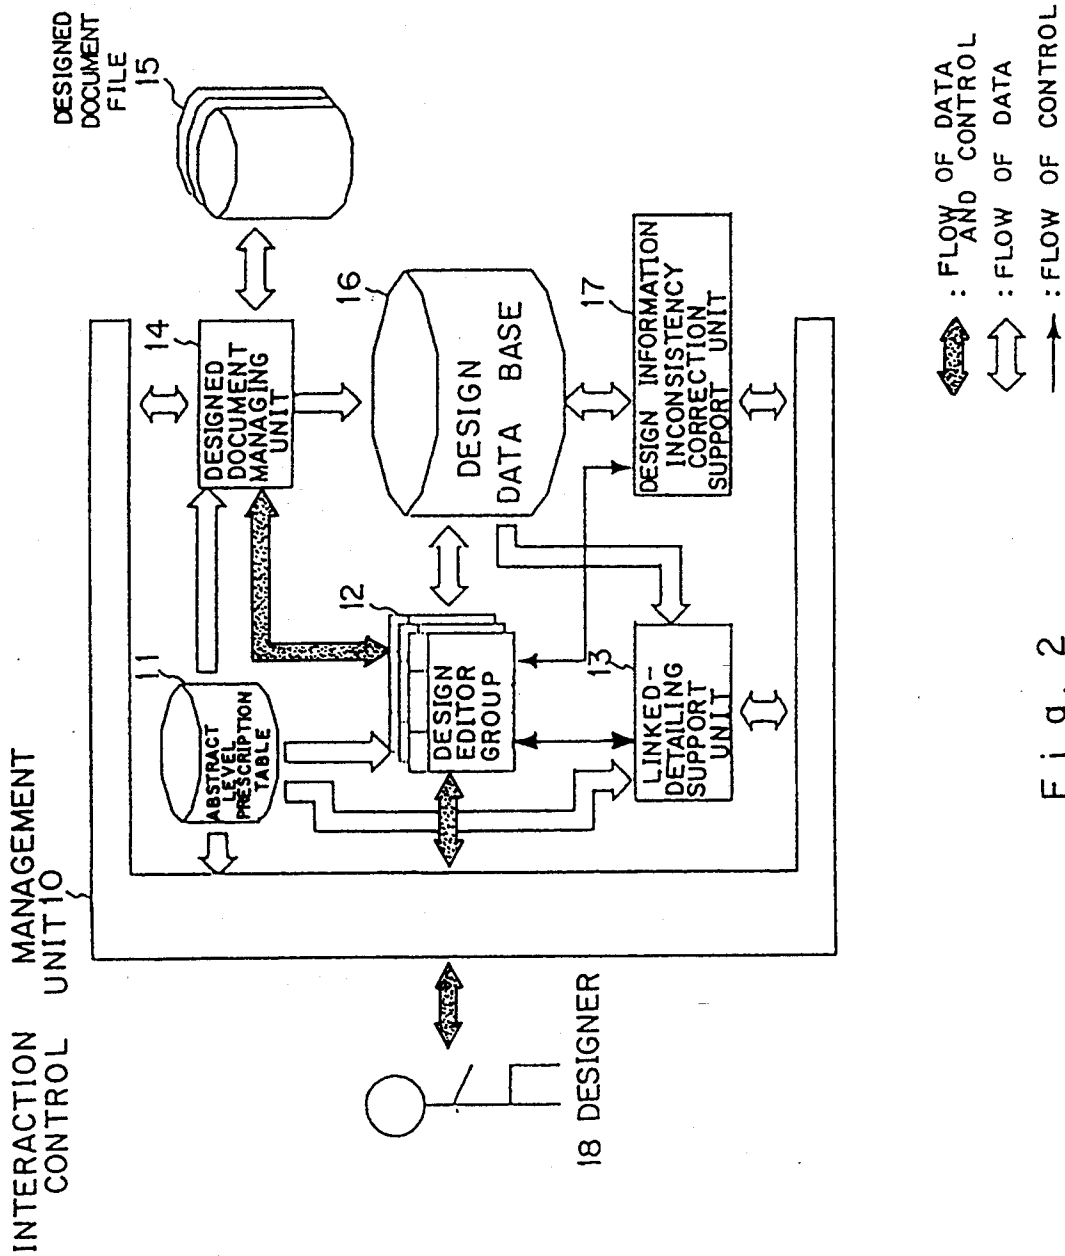 INTERACTION MANAGEMENT
CONTROL UNIT 10
DESIGNED
DOCUMENT
FILE
15
14
DESIGNED
DOCUMENT
MANAGING
UNIT
11
ABSTRACT
LEVEL
PRESCRIPTION
TABLE
12
DESIGN
EDITOR
GROUP
16
DESIGN
DATA BASE
13
LINKED-
DETAILING
SUPPORT
UNIT
17
DESIGN INFORMATION
INCONSISTENCY
CORRECTION
SUPPORT UNIT
18 DESIGNER
: FLOW OF DATA
AND CONTROL
: FLOW OF DATA
: FLOW OF CONTROL
Fig. 2